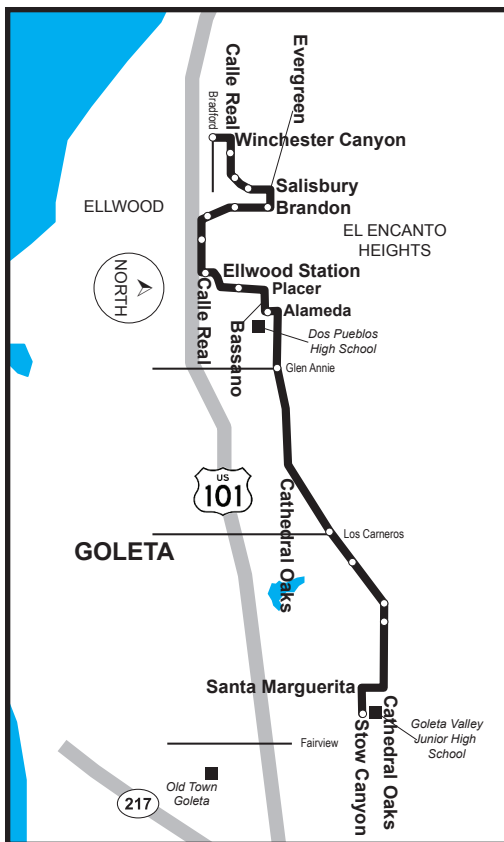 Evergreen
Calle Real
Bradford
Winchester Canyon
Salisbury
Brandon
ELLWOOD
EL ENCANTO
HEIGHTS
NORTH
Ellwood Station
Placer
Alameda
Calle Real
Bassano
Dos Pueblos
High School
Glen Annie
US
101
Cathedral Oaks
Los Carneros
GOLETA
Santa Marguerita
Cathedral Oaks
Stow Canyon
Goleta Valley
Junior High
School
Fairview
Old Town
Goleta
217